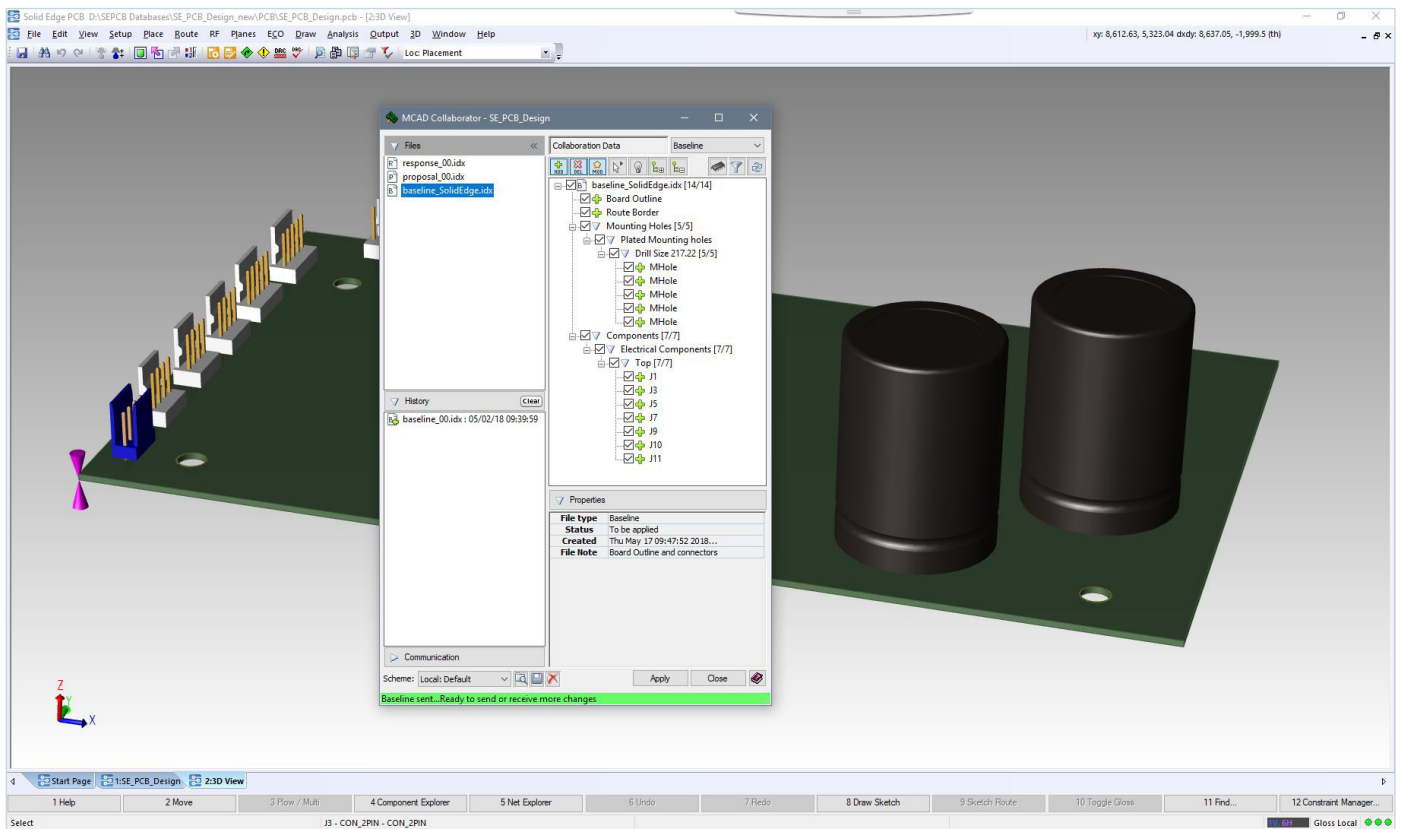 Solid Edge PCB D:\SEPCB Databases\SE_PCB_Design_new\PCB\SE_PCB_Design.pcb - [2:3D View]
File Edit View Setup Place Route RF Planes ECO Draw Analysis Output 3D Window Help
xy: 8,612.63, 5,323.04 dxdy: 8,637.05, -1,999.5 (th)
Loc: Placement
MCAD Collaborator - SE_PCB_Design
Files
response_00.idx
proposal_00.idx
baseline_SolidEdge.idx
History
Clear
baseline_00.idx : 05/02/18 09:39:59
Communication
Collaboration Data
Baseline
ADD DEL MOD
baseline_SolidEdge.idx [14/14]
Board Outline
Route Border
Mounting Holes [5/5]
Plated Mounting holes
Drill Size 217.22 [5/5]
MHole
MHole
MHole
MHole
MHole
Components [7/7]
Electrical Components [7/7]
Top [7/7]
J1
J3
J5
J7
J9
J10
J11
Properties
File type Baseline
Status To be applied
Created Thu May 17 09:47:52 2018...
File Note Board Outline and connectors
Scheme: Local: Default
Apply
Close
Baseline sent...Ready to send or receive more changes
Z
Y
X
Start Page
1:SE_PCB_Design
2:3D View
1 Help
2 Move
3 Plow / Multi
4 Component Explorer
5 Net Explorer
6 Undo
7 Redo
8 Draw Sketch
9 Sketch Route
10 Toggle Gloss
11 Find...
12 Constraint Manager...
Select
J3 - CON_2PIN - CON_2PIN
Gloss Local